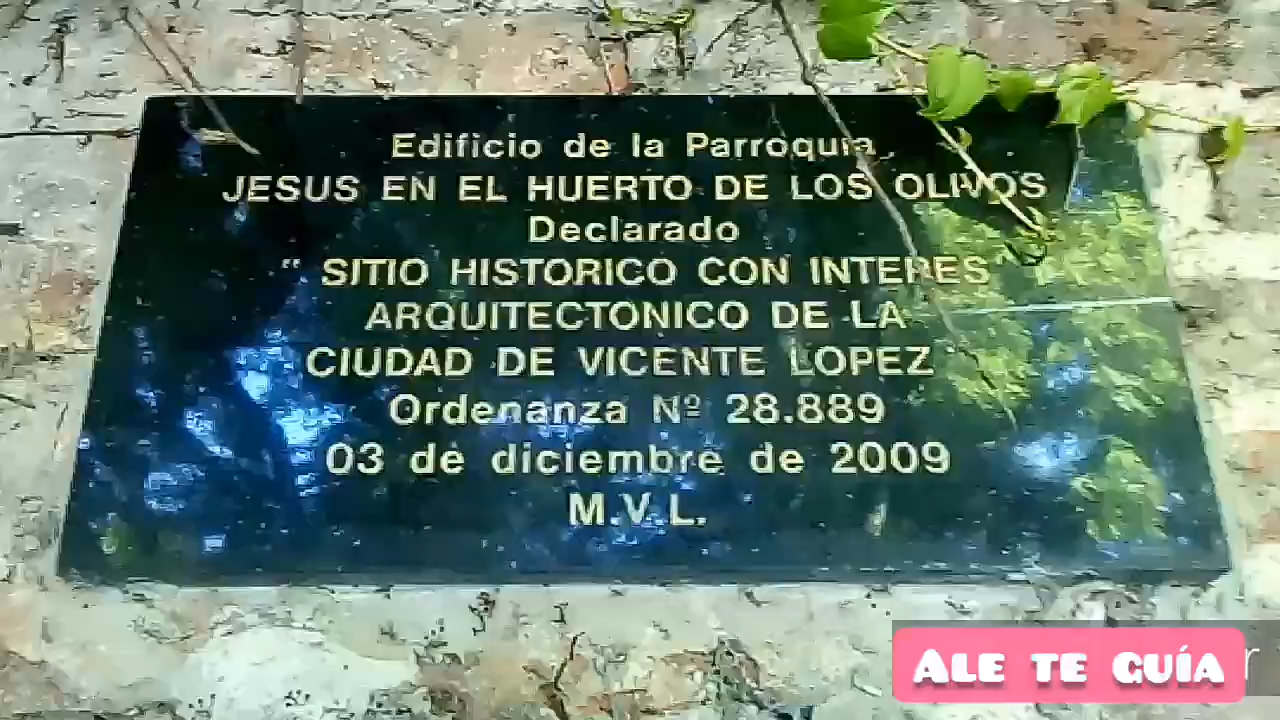 Edificio de la Parroquia
JESUS EN EL HUERTO DE LOS OLIVOS
Declarado
" SITIO HISTORICO CON INTERES
ARQUITECTONICO DE LA
CIUDAD DE VICENTE LOPEZ
Ordenanza Nº 28.889
03 de diciembre de 2009
M.V.L.
ALE TE GUÍA